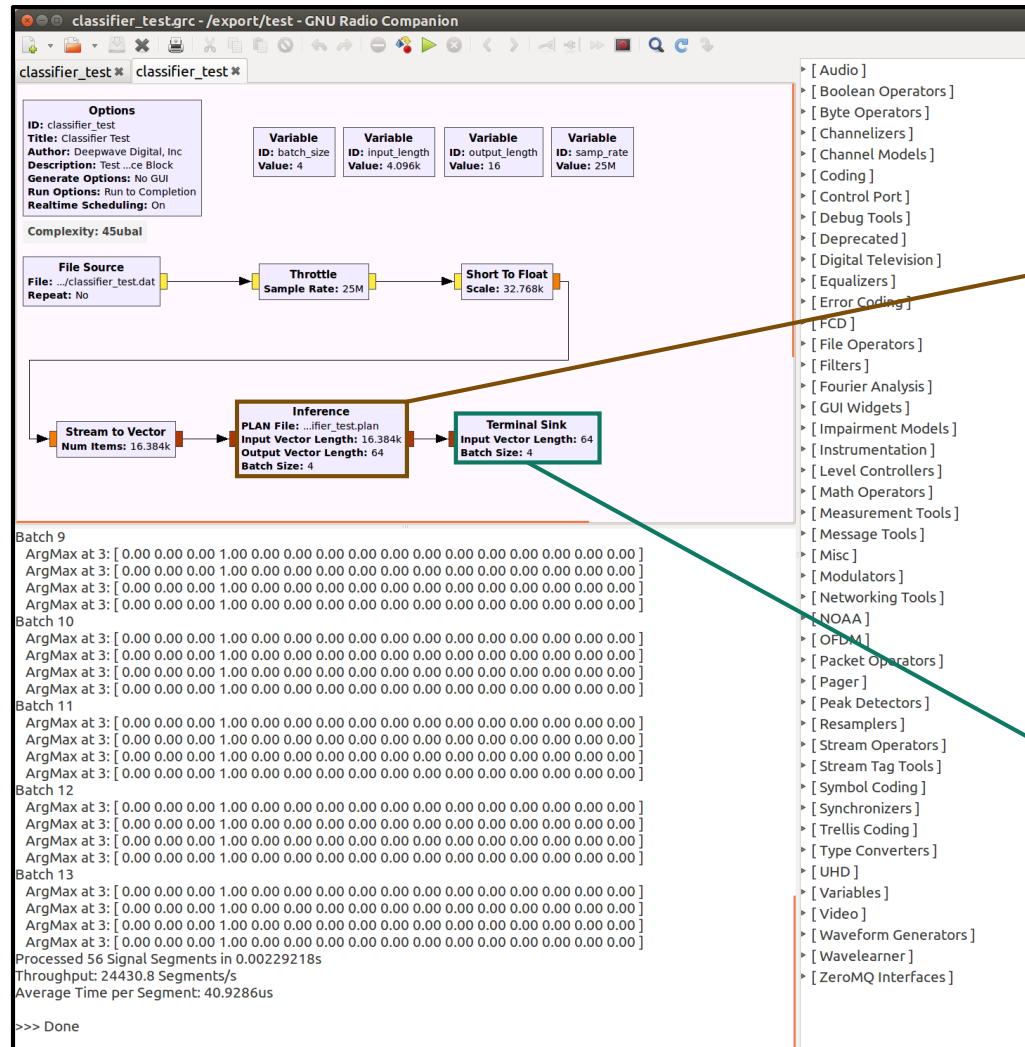 classifier_test.grc - /export/test - GNU Radio Companion
classifier_test
classifier_test
Options
ID: classifier_test
Title: Classifier Test
Author: Deepwave Digital, Inc
Description: Test ...ce Block
Generate Options: No GUI
Run Options: Run to Completion
Realtime Scheduling: On
Variable
ID: batch_size
Value: 4
Variable
ID: input_length
Value: 4.096k
Variable
ID: output_length
Value: 16
Variable
ID: samp_rate
Value: 25M
Complexity: 45ubal
File Source
File: .../classifier_test.dat
Repeat: No
Throttle
Sample Rate: 25M
Short To Float
Scale: 32.768k
Stream to Vector
Num Items: 16.384k
Inference
PLAN File: ...ifier_test.plan
Input Vector Length: 16.384k
Output Vector Length: 64
Batch Size: 4
Terminal Sink
Input Vector Length: 64
Batch Size: 4
Batch 9
ArgMax at 3: [ 0.00 0.00 0.00 1.00 0.00 0.00 0.00 0.00 0.00 0.00 0.00 0.00 0.00 0.00 0.00 0.00 ]
ArgMax at 3: [ 0.00 0.00 0.00 1.00 0.00 0.00 0.00 0.00 0.00 0.00 0.00 0.00 0.00 0.00 0.00 0.00 ]
ArgMax at 3: [ 0.00 0.00 0.00 1.00 0.00 0.00 0.00 0.00 0.00 0.00 0.00 0.00 0.00 0.00 0.00 0.00 ]
ArgMax at 3: [ 0.00 0.00 0.00 1.00 0.00 0.00 0.00 0.00 0.00 0.00 0.00 0.00 0.00 0.00 0.00 0.00 ]
Batch 10
ArgMax at 3: [ 0.00 0.00 0.00 1.00 0.00 0.00 0.00 0.00 0.00 0.00 0.00 0.00 0.00 0.00 0.00 0.00 ]
ArgMax at 3: [ 0.00 0.00 0.00 1.00 0.00 0.00 0.00 0.00 0.00 0.00 0.00 0.00 0.00 0.00 0.00 0.00 ]
ArgMax at 3: [ 0.00 0.00 0.00 1.00 0.00 0.00 0.00 0.00 0.00 0.00 0.00 0.00 0.00 0.00 0.00 0.00 ]
ArgMax at 3: [ 0.00 0.00 0.00 1.00 0.00 0.00 0.00 0.00 0.00 0.00 0.00 0.00 0.00 0.00 0.00 0.00 ]
Batch 11
ArgMax at 3: [ 0.00 0.00 0.00 1.00 0.00 0.00 0.00 0.00 0.00 0.00 0.00 0.00 0.00 0.00 0.00 0.00 ]
ArgMax at 3: [ 0.00 0.00 0.00 1.00 0.00 0.00 0.00 0.00 0.00 0.00 0.00 0.00 0.00 0.00 0.00 0.00 ]
ArgMax at 3: [ 0.00 0.00 0.00 1.00 0.00 0.00 0.00 0.00 0.00 0.00 0.00 0.00 0.00 0.00 0.00 0.00 ]
ArgMax at 3: [ 0.00 0.00 0.00 1.00 0.00 0.00 0.00 0.00 0.00 0.00 0.00 0.00 0.00 0.00 0.00 0.00 ]
Batch 12
ArgMax at 3: [ 0.00 0.00 0.00 1.00 0.00 0.00 0.00 0.00 0.00 0.00 0.00 0.00 0.00 0.00 0.00 0.00 ]
ArgMax at 3: [ 0.00 0.00 0.00 1.00 0.00 0.00 0.00 0.00 0.00 0.00 0.00 0.00 0.00 0.00 0.00 0.00 ]
ArgMax at 3: [ 0.00 0.00 0.00 1.00 0.00 0.00 0.00 0.00 0.00 0.00 0.00 0.00 0.00 0.00 0.00 0.00 ]
ArgMax at 3: [ 0.00 0.00 0.00 1.00 0.00 0.00 0.00 0.00 0.00 0.00 0.00 0.00 0.00 0.00 0.00 0.00 ]
Batch 13
ArgMax at 3: [ 0.00 0.00 0.00 1.00 0.00 0.00 0.00 0.00 0.00 0.00 0.00 0.00 0.00 0.00 0.00 0.00 ]
ArgMax at 3: [ 0.00 0.00 0.00 1.00 0.00 0.00 0.00 0.00 0.00 0.00 0.00 0.00 0.00 0.00 0.00 0.00 ]
ArgMax at 3: [ 0.00 0.00 0.00 1.00 0.00 0.00 0.00 0.00 0.00 0.00 0.00 0.00 0.00 0.00 0.00 0.00 ]
ArgMax at 3: [ 0.00 0.00 0.00 1.00 0.00 0.00 0.00 0.00 0.00 0.00 0.00 0.00 0.00 0.00 0.00 0.00 ]
Processed 56 Signal Segments in 0.00229218s
Throughput: 24430.8 Segments/s
Average Time per Segment: 40.9286us
>>> Done
[ Audio ]
[ Boolean Operators ]
[ Byte Operators ]
[ Channelizers ]
[ Channel Models ]
[ Coding ]
[ Control Port ]
[ Debug Tools ]
[ Deprecated ]
[ Digital Television ]
[ Equalizers ]
[ Error Coding ]
[ FCD ]
[ File Operators ]
[ Filters ]
[ Fourier Analysis ]
[ GUI Widgets ]
[ Impairment Models ]
[ Instrumentation ]
[ Level Controllers ]
[ Math Operators ]
[ Measurement Tools ]
[ Message Tools ]
[ Misc ]
[ Modulators ]
[ Networking Tools ]
[ NOAA ]
[ OFDM ]
[ Packet Operators ]
[ Pager ]
[ Peak Detectors ]
[ Resamplers ]
[ Stream Operators ]
[ Stream Tag Tools ]
[ Symbol Coding ]
[ Synchronizers ]
[ Trellis Coding ]
[ Type Converters ]
[ UHD ]
[ Variables ]
[ Video ]
[ Waveform Generators ]
[ Wavelearner ]
[ ZeroMQ Interfaces ]